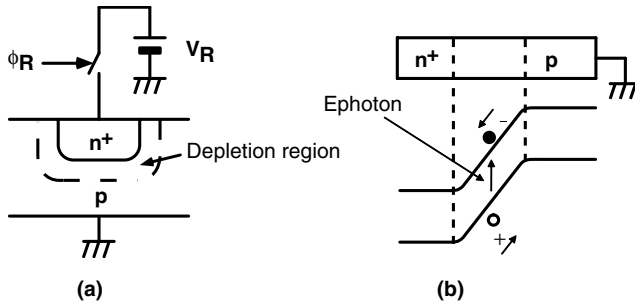 ϕR
VR
n+
Depletion region
p
(a)
n+
p
Ephoton
-
+
(b)